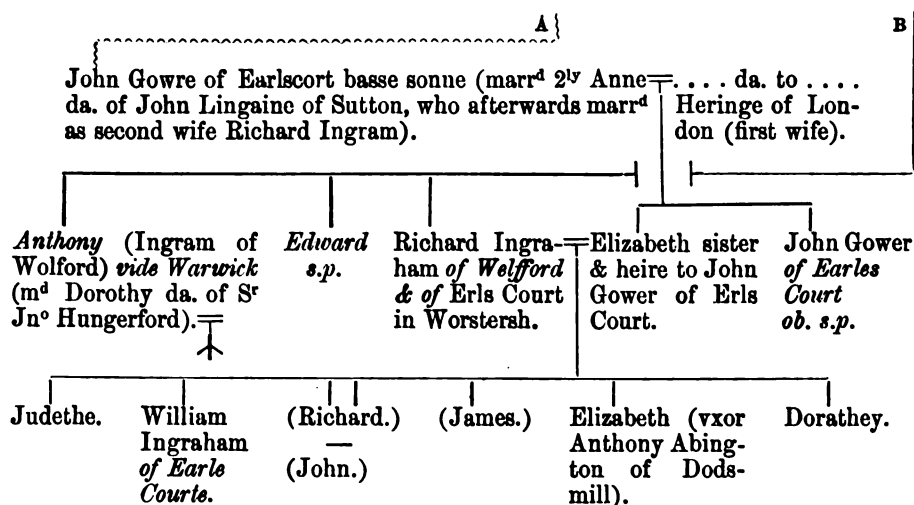 A
B
John Gowre of Earlscort basse sonne (marrᵈ 2ˡʸ Anne
da. of John Lingaine of Sutton, who afterwards marrᵈ
as second wife Richard Ingram).
. . . . da. to . . . .
Heringe of Lon-
don (first wife).
Anthony (Ingram of
Wolford) vide Warwick
(mᵈ Dorothy da. of Sʳ
Jnᵒ Hungerford).
Edward
s.p.
Richard Ingra-
ham of Welfford
& of Erls Court
in Worstersh.
Elizabeth sister
& heire to John
Gower of Erls
Court.
John Gower
of Earles
Court
ob. s.p.
Judethe.
William
Ingraham
of Earle
Courte.
(Richard.)
—
(John.)
(James.)
Elizabeth (vxor
Anthony Abing-
ton of Dods-
mill).
Dorathey.